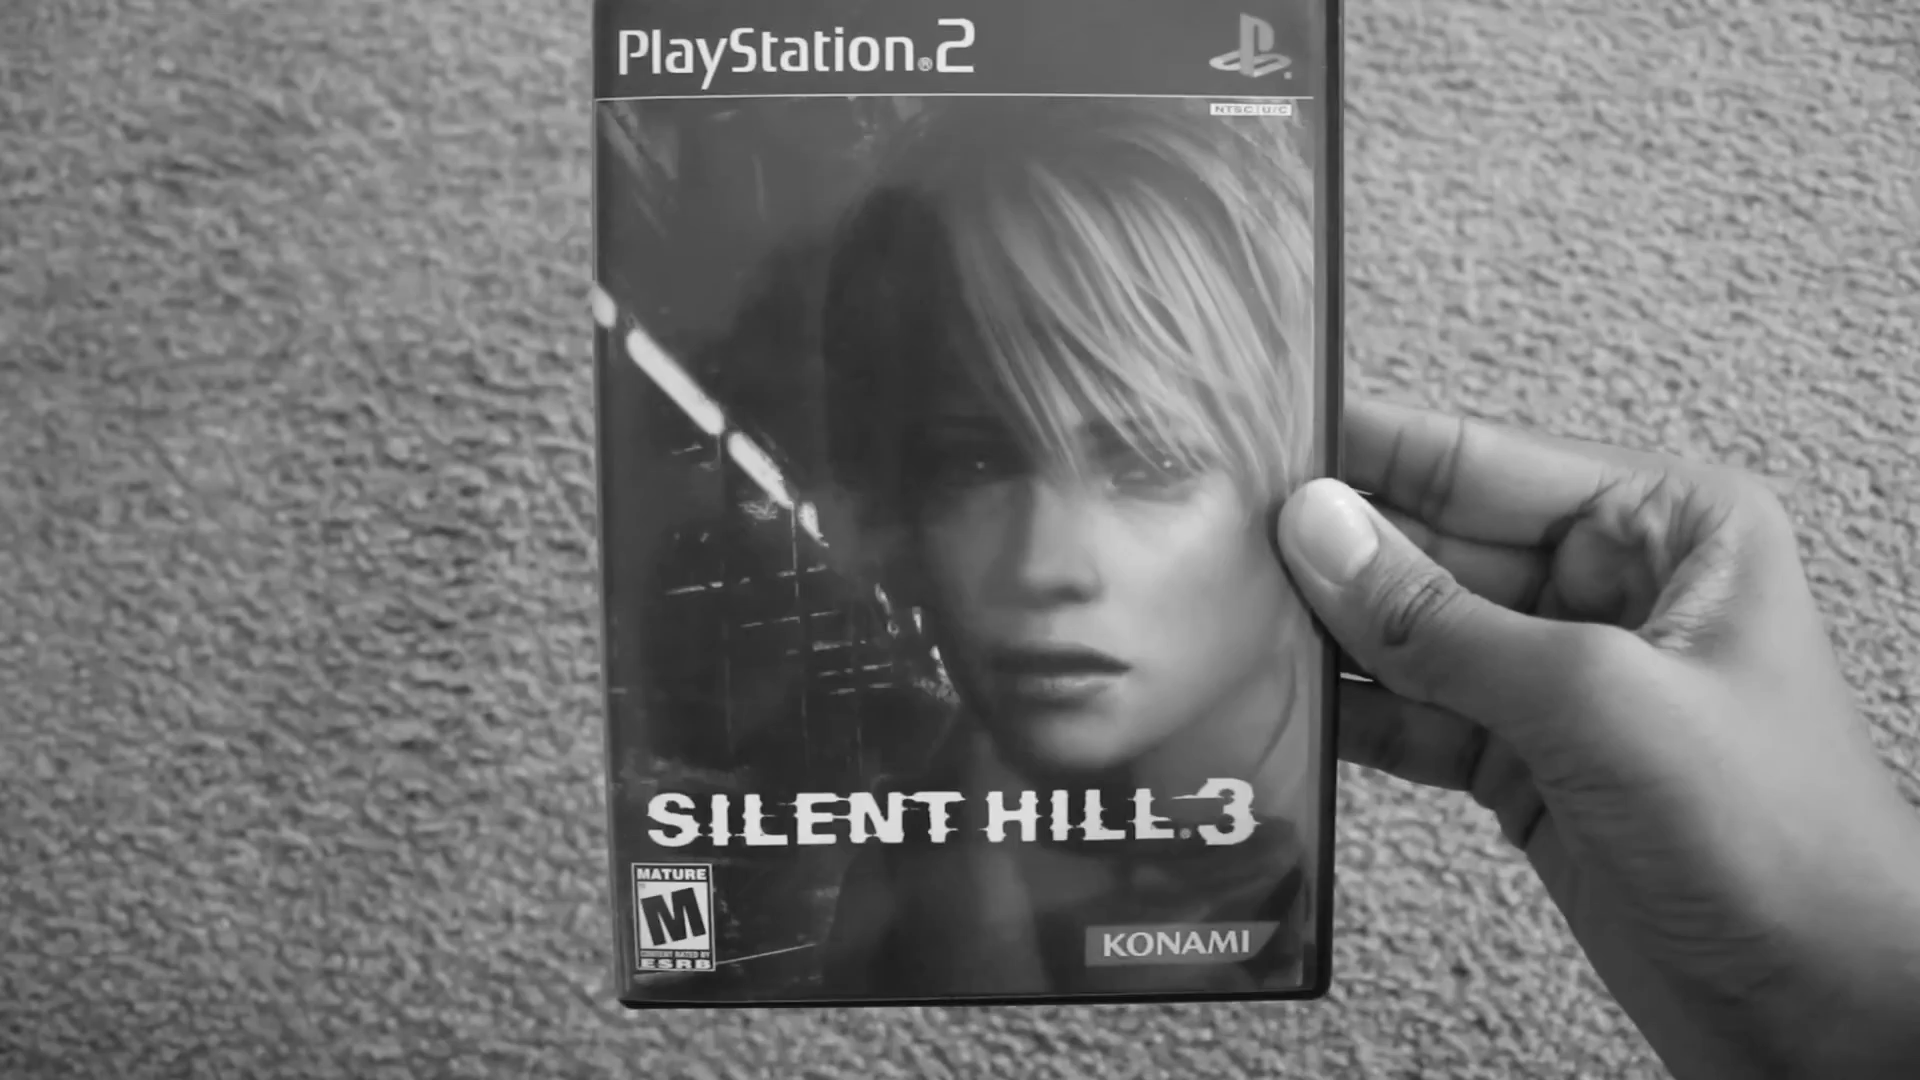 PlayStation®2
NTSC U/C
SILENT HILL 3
MATURE
M
CONTENT RATED BY
ESRB
KONAMI